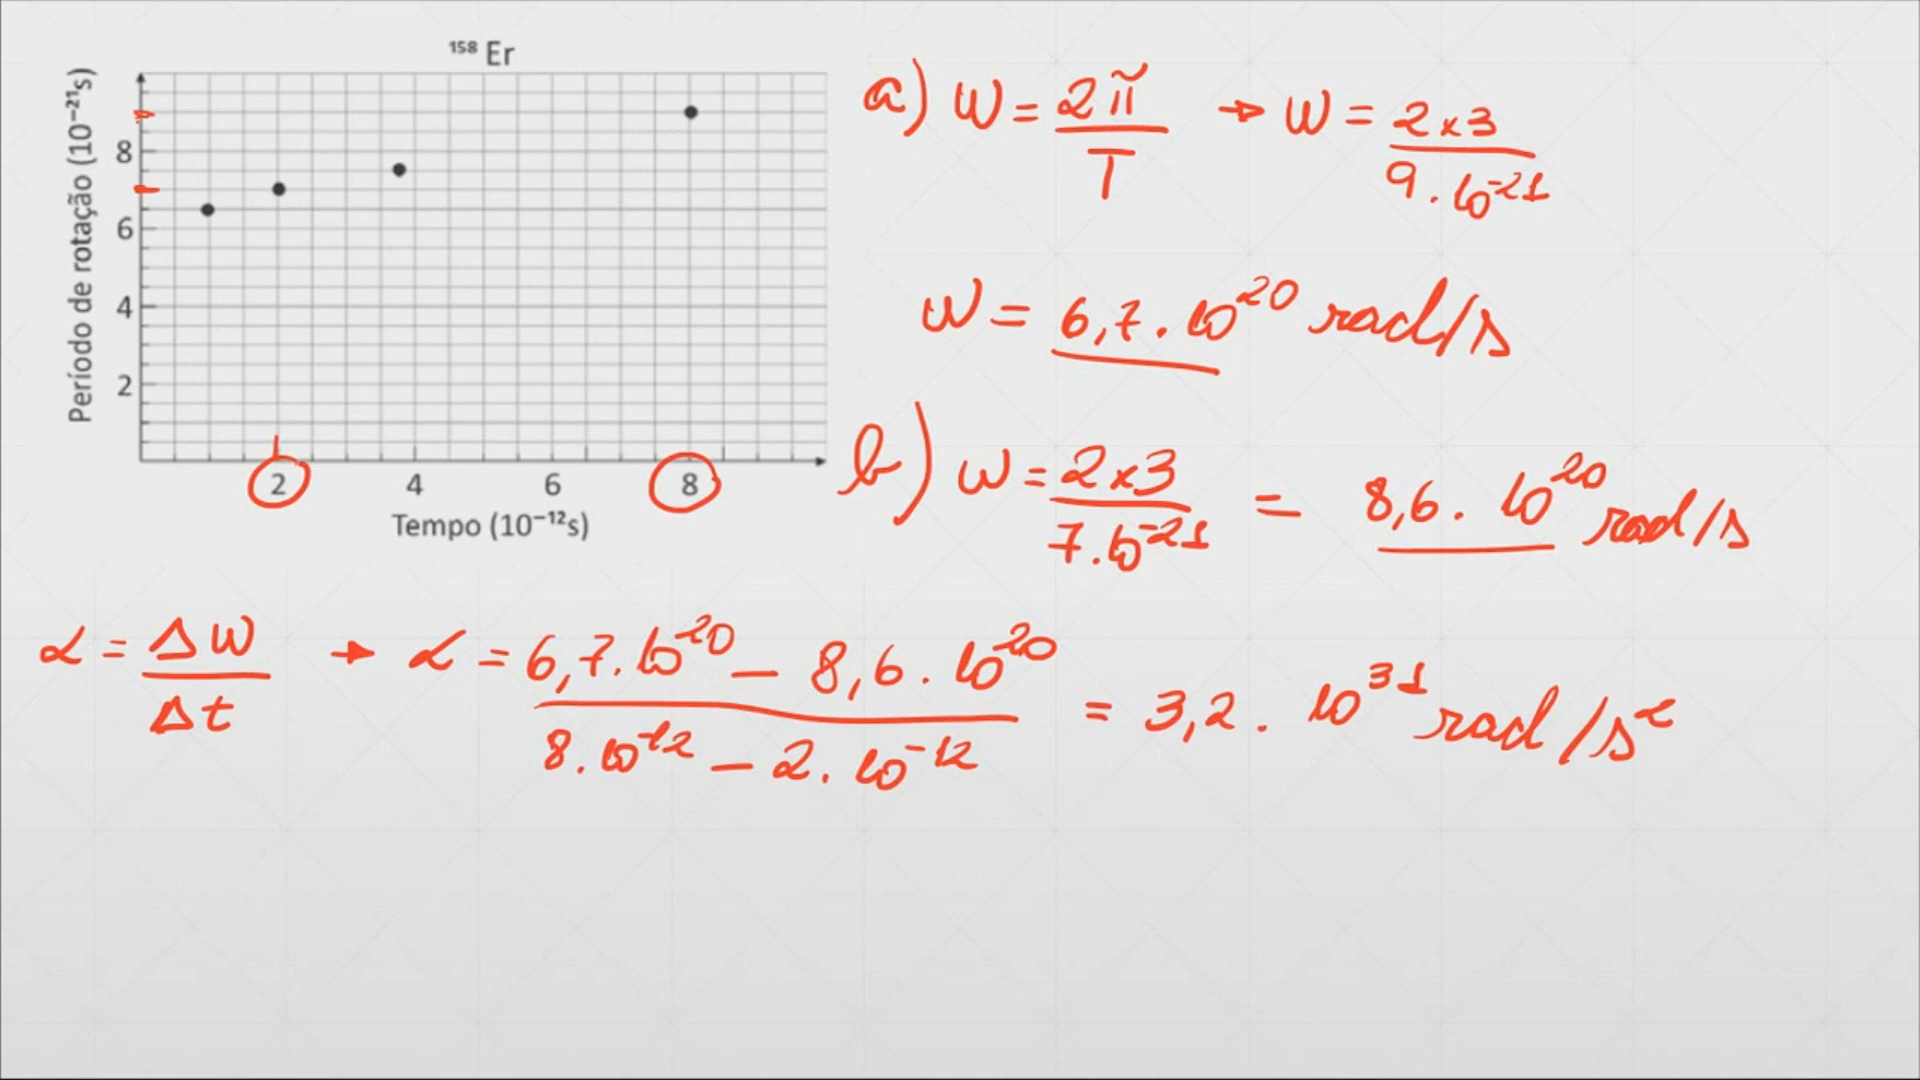 ¹⁵⁸ Er
Período de rotação (10⁻²¹s)
8
6
4
2
2 4 6 8
Tempo (10⁻¹²s)
a) W = 2π/T → W = 2x3/9.10⁻²¹
W = 6,7.10²⁰ rad/s
b) W = 2x3/7.10⁻²¹ = 8,6.10²⁰ rad/s
α = ΔW/Δt → α = 6,7.10²⁰ - 8,6.10²⁰/8.10⁻¹² - 2.10⁻¹² = 3,2.10³¹ rad/s²